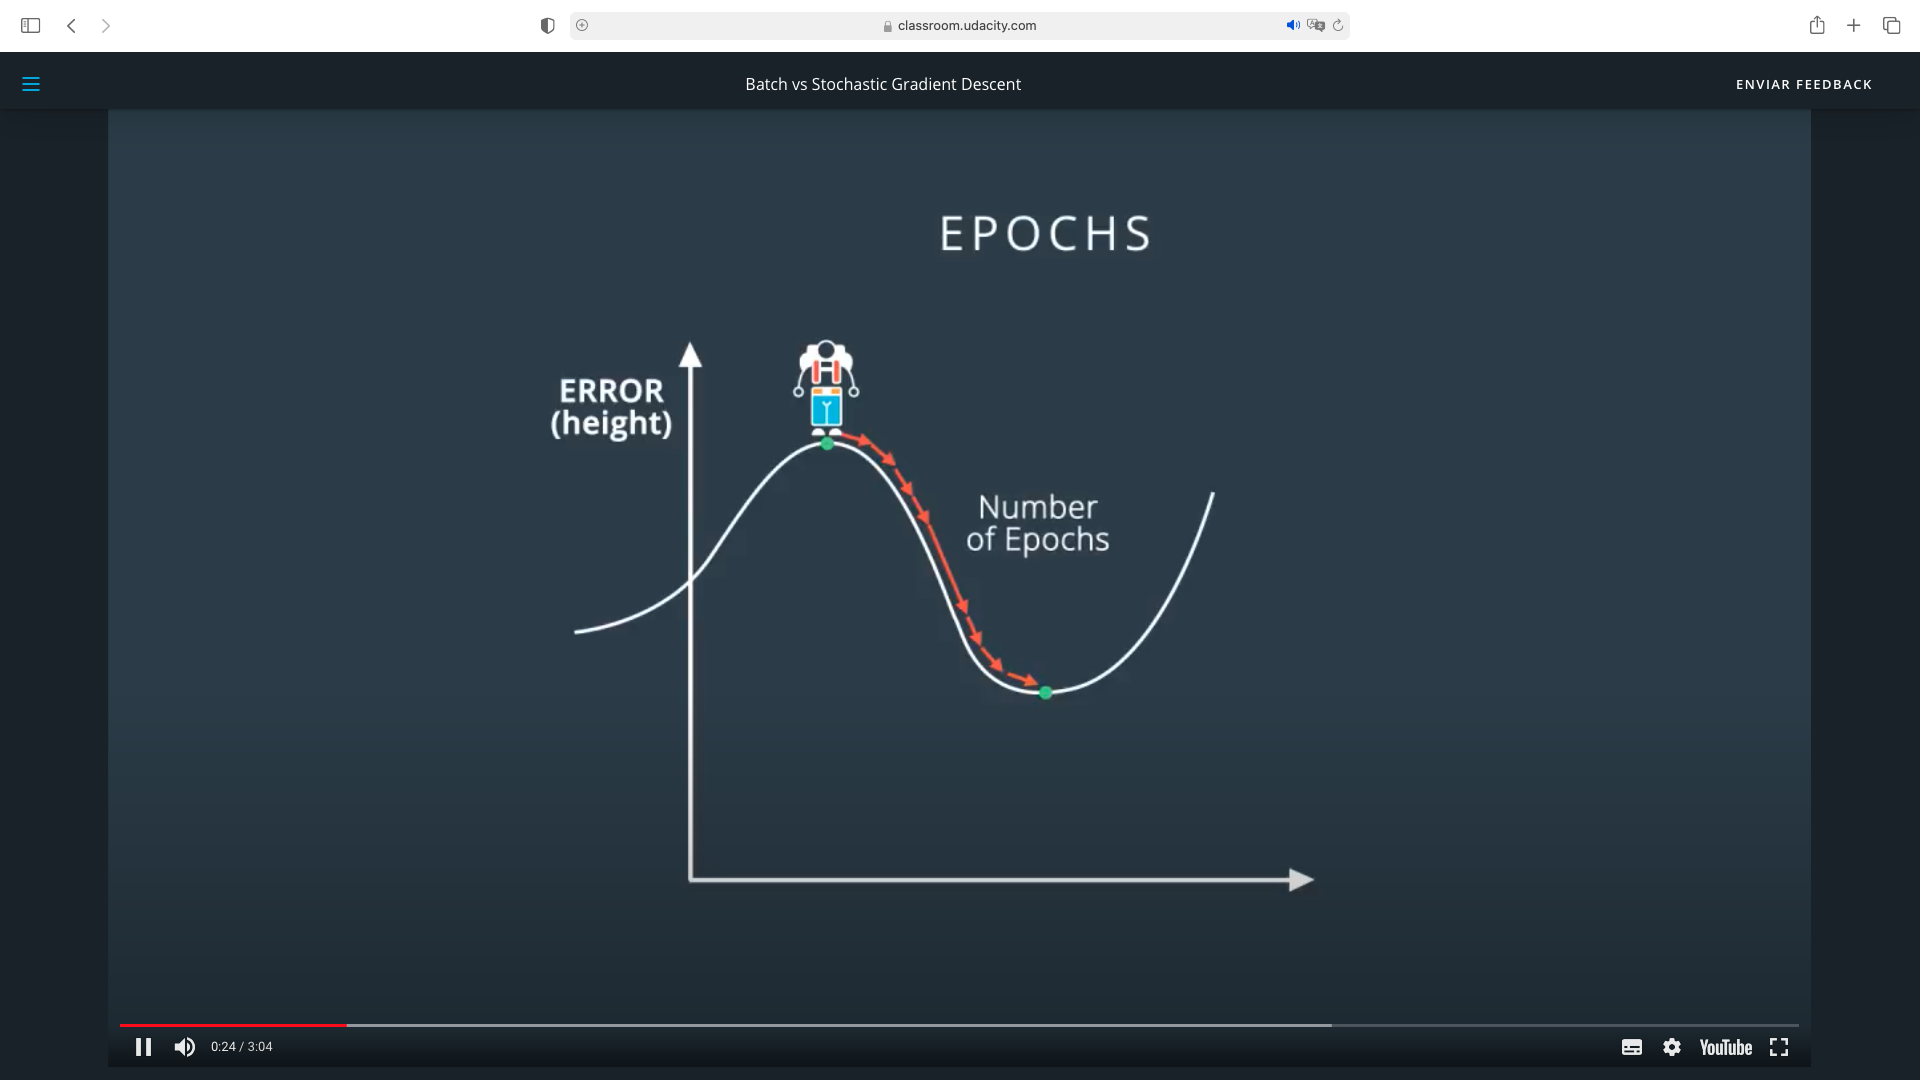 classroom.udacity.com
Batch vs Stochastic Gradient Descent
ENVIAR FEEDBACK
EPOCHS
ERROR
(height)
Number
of Epochs
0:24 / 3:04
YouTube